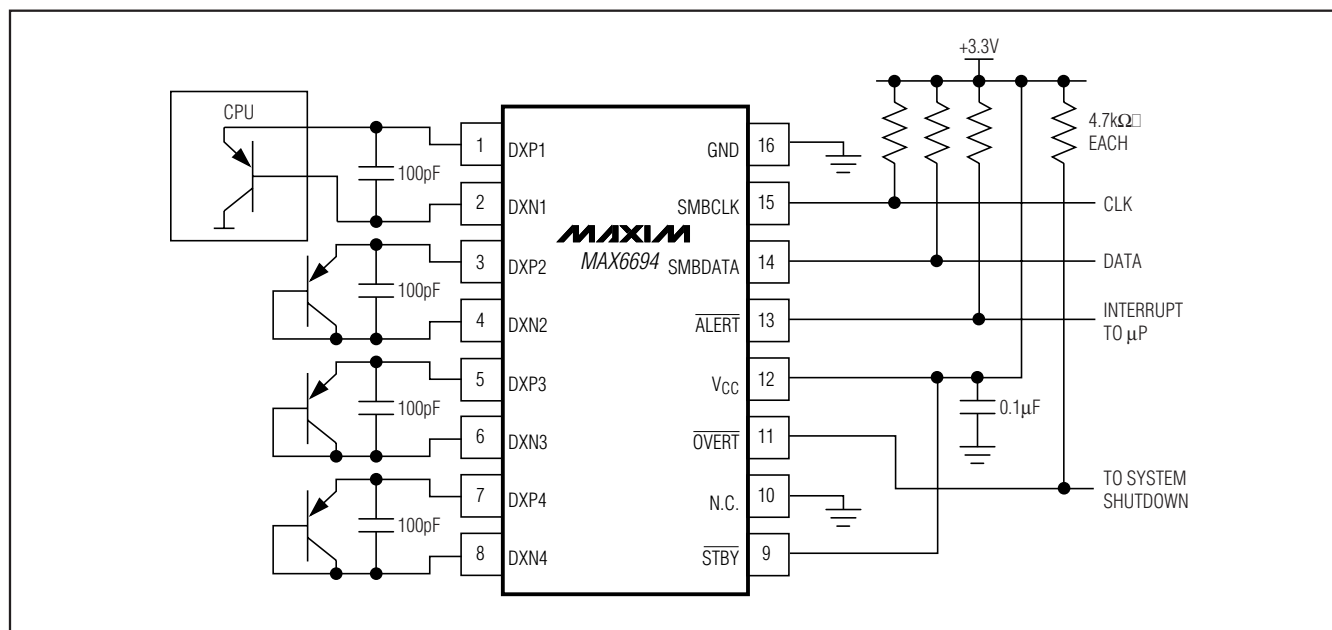 +3.3V
CPU
4.7kΩ□
EACH
100pF
100pF
100pF
100pF
1
2
3
4
5
6
7
8
DXP1
DXN1
DXP2
DXN2
DXP3
DXN3
DXP4
DXN4
MAXIM
MAX6694
GND
SMBCLK
SMBDATA
ALERT
VCC
OVERT
N.C.
STBY
16
15
14
13
12
11
10
9
0.1µF
CLK
DATA
INTERRUPT
TO µP
TO SYSTEM
SHUTDOWN